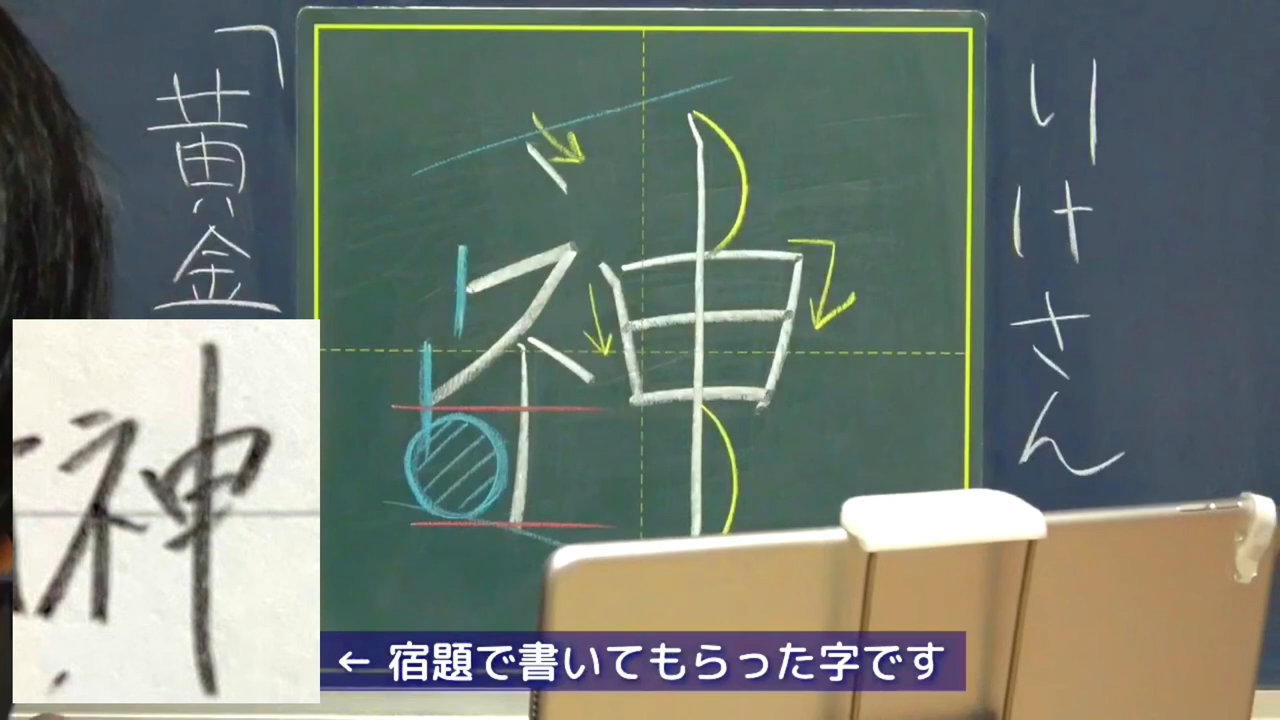 いけさん
神
「黄金
神
← 宿題で書いてもらった字です